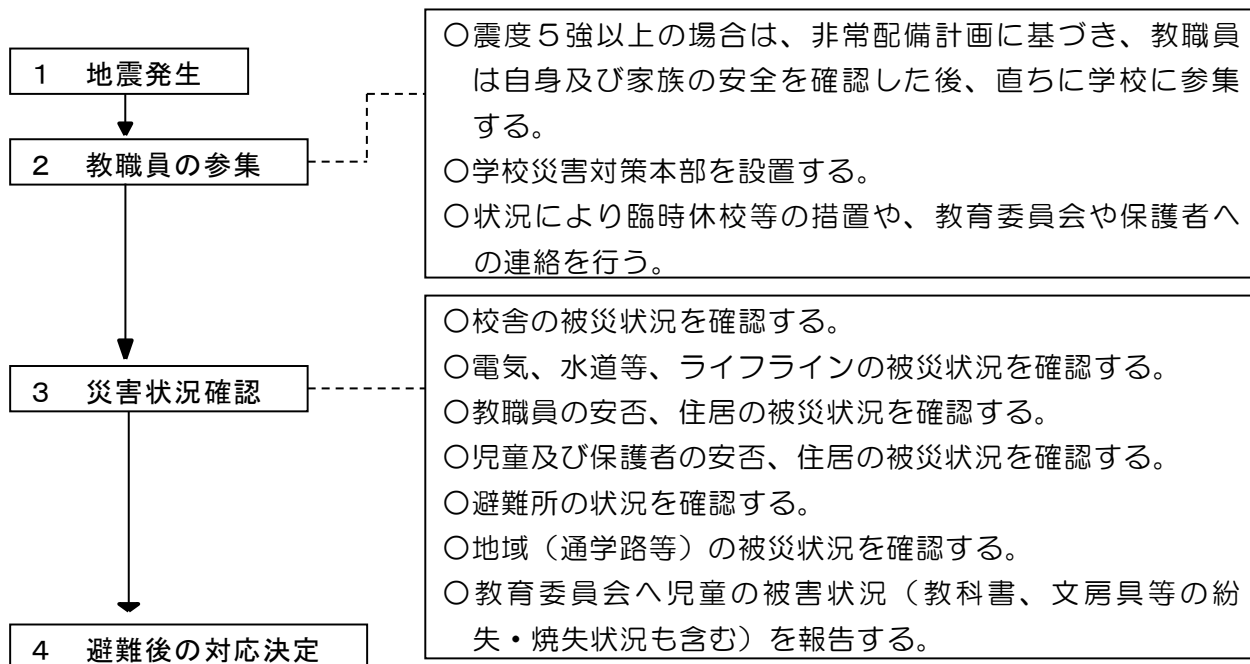 １　地震発生
２　教職員の参集
〇震度５強以上の場合は、非常配備計画に基づき、教職員
は自身及び家族の安全を確認した後、直ちに学校に参集
する。
〇学校災害対策本部を設置する。
〇状況により臨時休校等の措置や、教育委員会や保護者へ
の連絡を行う。
３　災害状況確認
〇校舎の被災状況を確認する。
〇電気、水道等、ライフラインの被災状況を確認する。
〇教職員の安否、住居の被災状況を確認する。
〇児童及び保護者の安否、住居の被災状況を確認する。
〇避難所の状況を確認する。
〇地域（通学路等）の被災状況を確認する。
〇教育委員会へ児童の被害状況（教科書、文房具等の紛
失・焼失状況も含む）を報告する。
４　避難後の対応決定